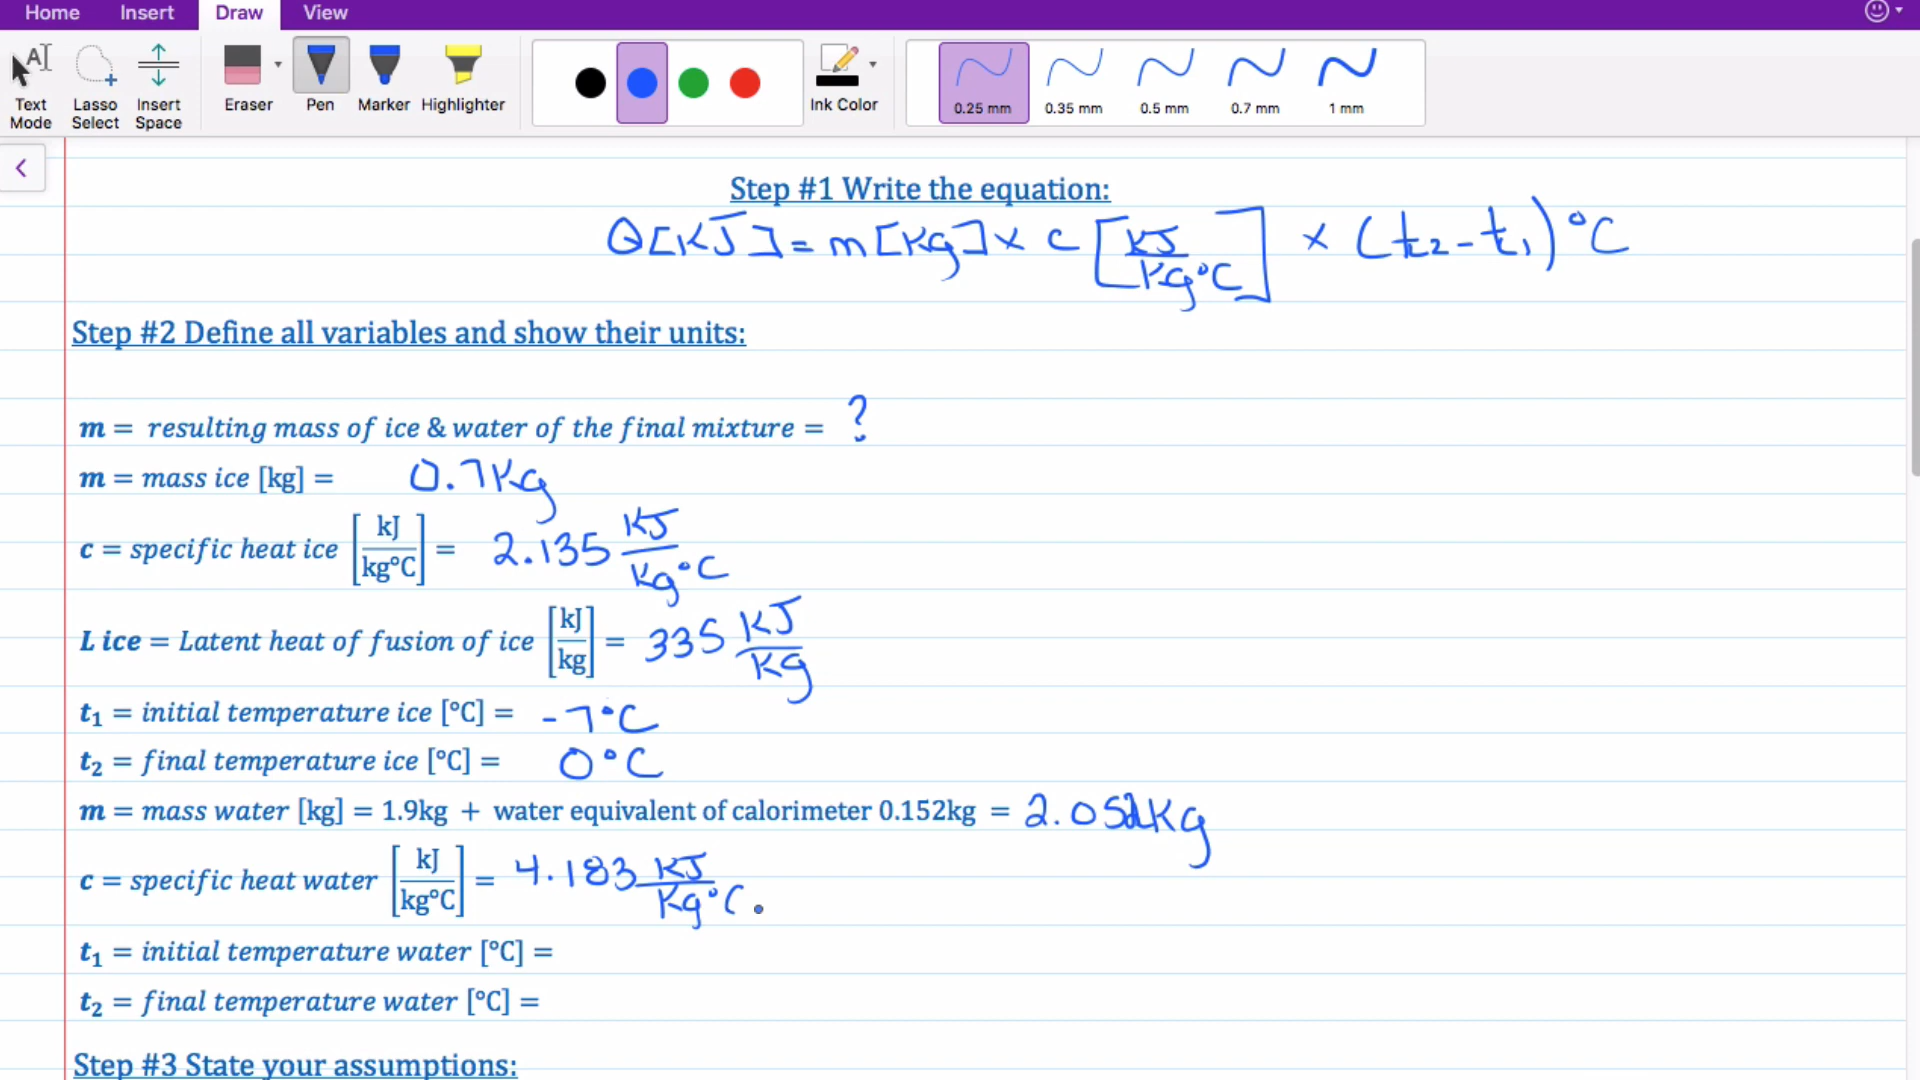 Home Insert Draw View
Text Mode Lasso Select Insert Space Eraser Pen Marker Highlighter Ink Color 0.25 mm 0.35 mm 0.5 mm 0.7 mm 1 mm
Step #1 Write the equation:
Q[KJ] = m[Kg] x c [KJ/Kg°C] x (t2 - t1) °C
Step #2 Define all variables and show their units:
m = resulting mass of ice & water of the final mixture = ?
m = mass ice [kg] = 0.7Kg
c = specific heat ice [kJ/kg°C] = 2.135 KJ/Kg°C
L ice = Latent heat of fusion of ice [kJ/kg] = 335 KJ/Kg
t₁ = initial temperature ice [°C] = -7°C
t₂ = final temperature ice [°C] = 0°C
m = mass water [kg] = 1.9kg + water equivalent of calorimeter 0.152kg = 2.052Kg
c = specific heat water [kJ/kg°C] = 4.183 KJ/Kg°C
t₁ = initial temperature water [°C] =
t₂ = final temperature water [°C] =
Step #3 State your assumptions: